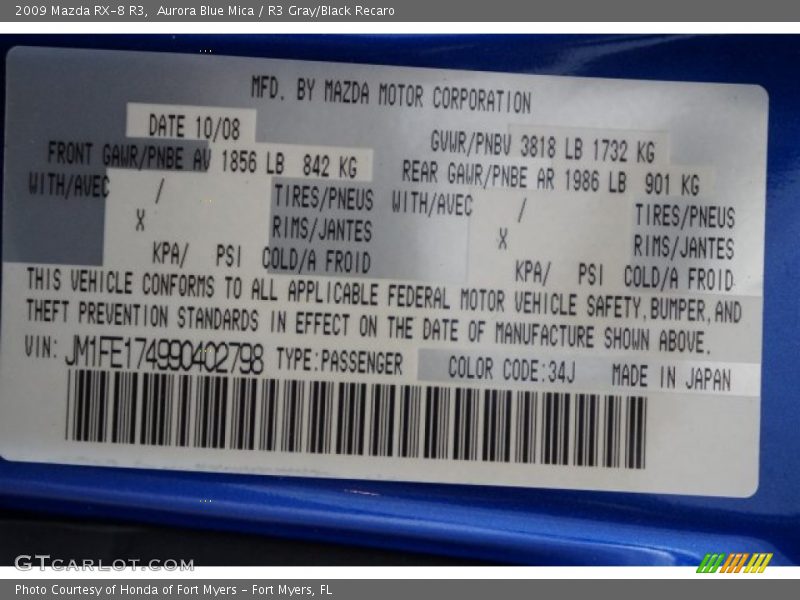 2009 Mazda RX-8 R3, Aurora Blue Mica / R3 Gray/Black Recaro
MFD. BY MAZDA MOTOR CORPORATION
DATE 10/08
GVWR/PNBV 3818 LB 1732 KG
FRONT GAWR/PNBE AV 1856 LB 842 KG
REAR GAWR/PNBE AR 1986 LB 901 KG
WITH/AVEC / TIRES/PNEUS
WITH/AVEC / TIRES/PNEUS
X RIMS/JANTES
X RIMS/JANTES
KPA/ PSI COLD/A FROID
KPA/ PSI COLD/A FROID
THIS VEHICLE CONFORMS TO ALL APPLICABLE FEDERAL MOTOR VEHICLE SAFETY,BUMPER,AND
THEFT PREVENTION STANDARDS IN EFFECT ON THE DATE OF MANUFACTURE SHOWN ABOVE.
VIN: JM1FE174990402798 TYPE:PASSENGER COLOR CODE:34J MADE IN JAPAN
GTcarlot.com
Photo Courtesy of Honda of Fort Myers - Fort Myers, FL